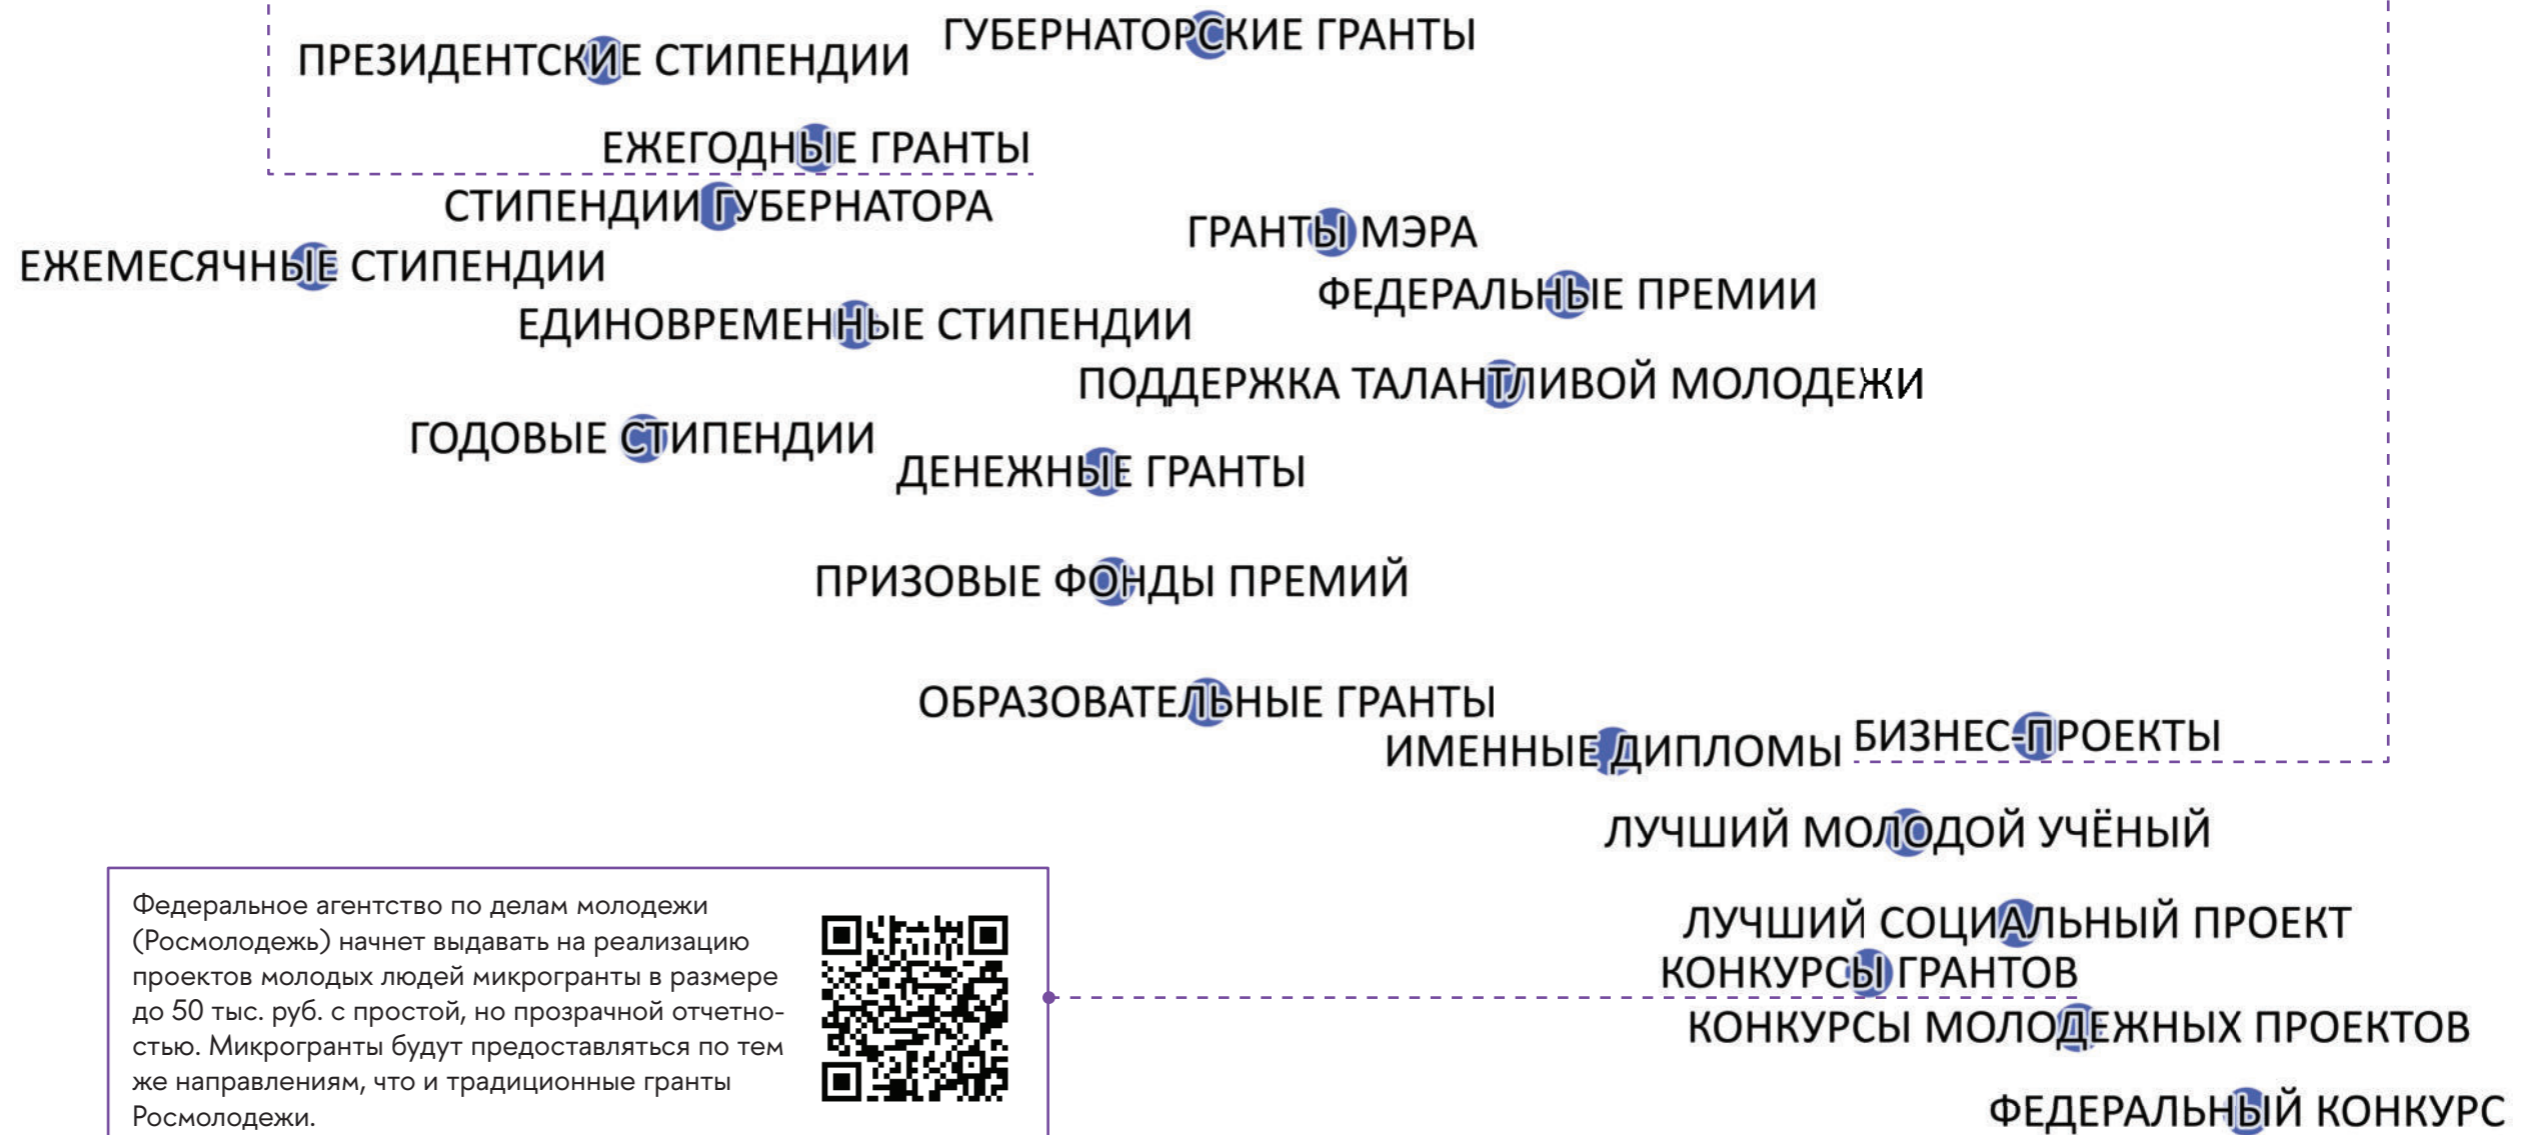 ГУБЕРНАТОРСКИЕ ГРАНТЫ
ПРЕЗИДЕНТСКИЕ СТИПЕНДИИ
ЕЖЕГОДНЫЕ ГРАНТЫ
СТИПЕНДИИ ГУБЕРНАТОРА
ГРАНТЫ МЭРА
ЕЖЕМЕСЯЧНЫЕ СТИПЕНДИИ
ФЕДЕРАЛЬНЫЕ ПРЕМИИ
ЕДИНОВРЕМЕННЫЕ СТИПЕНДИИ
ПОДДЕРЖКА ТАЛАНТЛИВОЙ МОЛОДЕЖИ
ГОДОВЫЕ СТИПЕНДИИ
ДЕНЕЖНЫЕ ГРАНТЫ
ПРИЗОВЫЕ ФОНДЫ ПРЕМИЙ
ОБРАЗОВАТЕЛЬНЫЕ ГРАНТЫ
ИМЕННЫЕ ДИПЛОМЫ
БИЗНЕС-ПРОЕКТЫ
ЛУЧШИЙ МОЛОДОЙ УЧЁНЫЙ
ЛУЧШИЙ СОЦИАЛЬНЫЙ ПРОЕКТ
КОНКУРСЫ ГРАНТОВ
КОНКУРСЫ МОЛОДЕЖНЫХ ПРОЕКТОВ
ФЕДЕРАЛЬНЫЙ КОНКУРС
Федеральное агентство по делам молодежи
(Росмолодежь) начнет выдавать на реализацию
проектов молодых людей микрогранты в размере
до 50 тыс. руб. с простой, но прозрачной отчетно-
стью. Микрогранты будут предоставляться по тем
же направлениям, что и традиционные гранты
Росмолодежи.